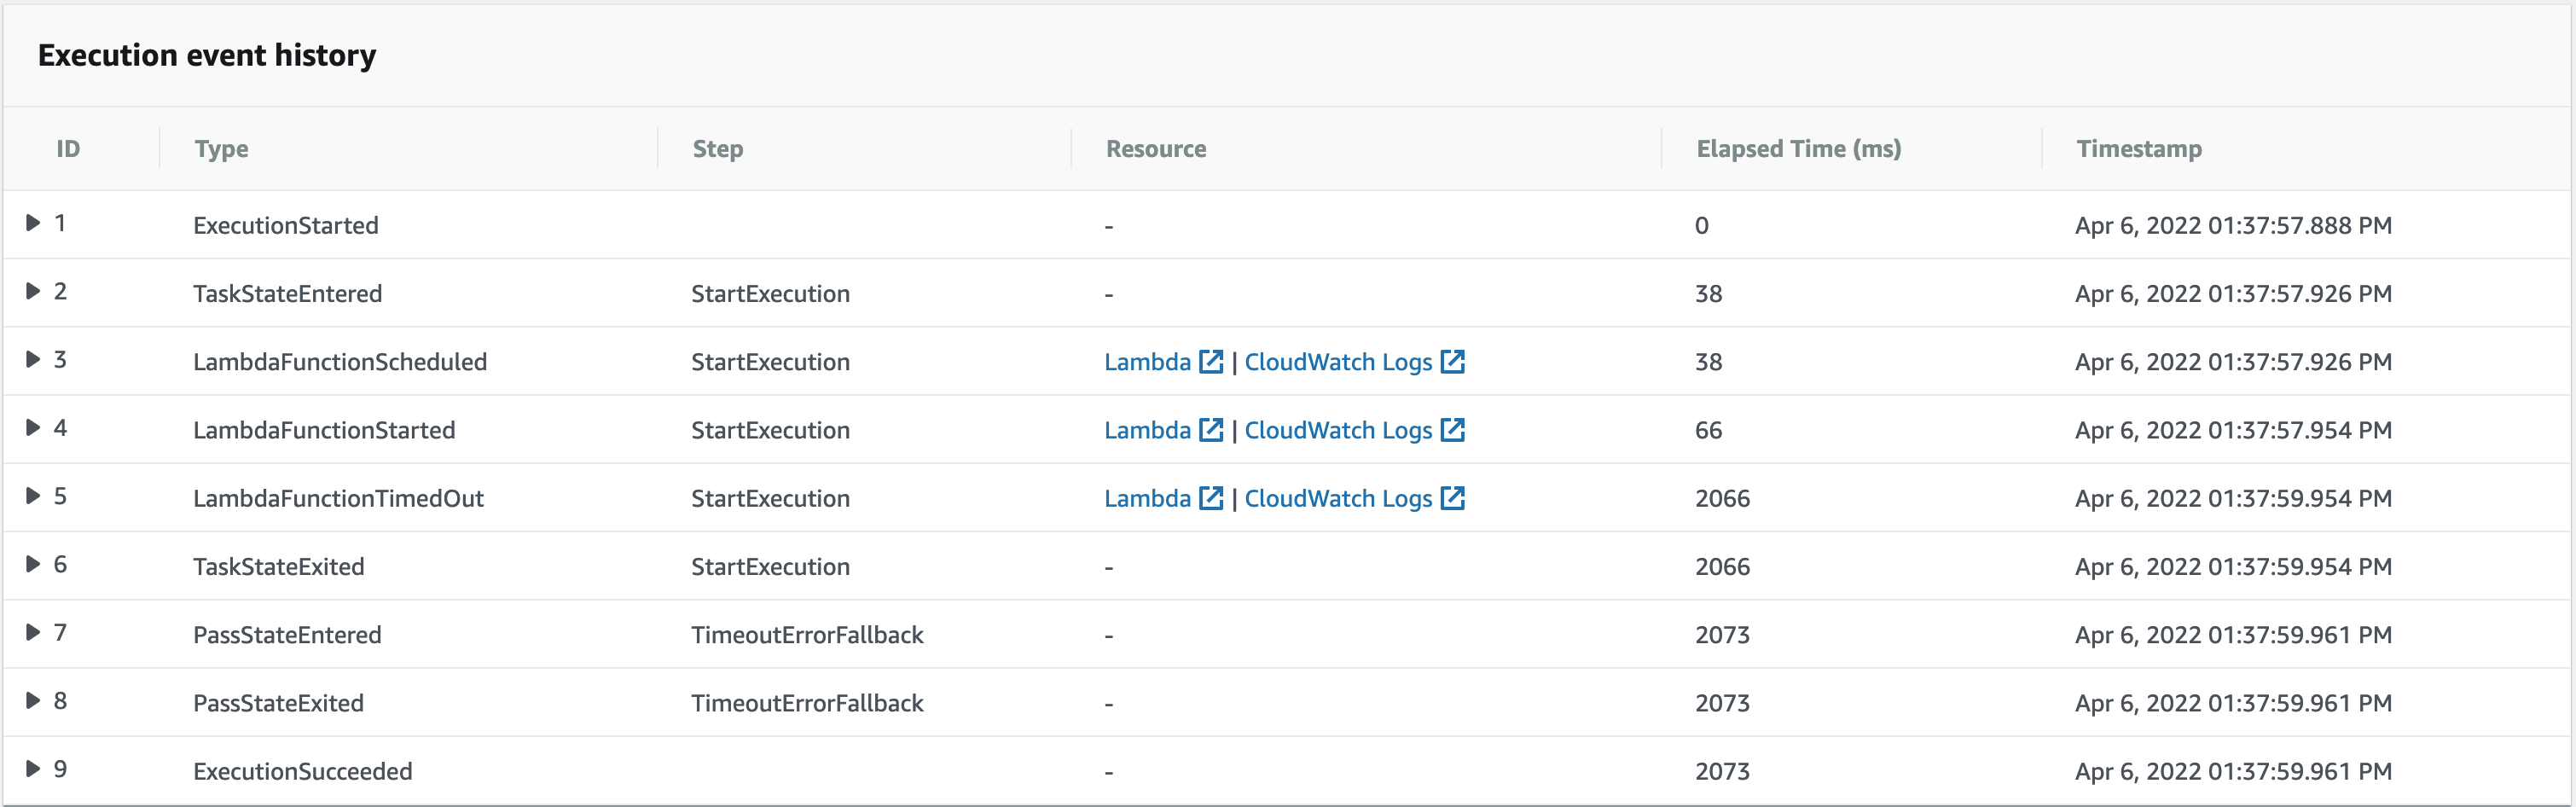 Execution event history
ID Type Step Resource Elapsed Time (ms) Timestamp
1 ExecutionStarted - 0 Apr 6, 2022 01:37:57.888 PM
2 TaskStateEntered StartExecution - 38 Apr 6, 2022 01:37:57.926 PM
3 LambdaFunctionScheduled StartExecution Lambda | CloudWatch Logs 38 Apr 6, 2022 01:37:57.926 PM
4 LambdaFunctionStarted StartExecution Lambda | CloudWatch Logs 66 Apr 6, 2022 01:37:57.954 PM
5 LambdaFunctionTimedOut StartExecution Lambda | CloudWatch Logs 2066 Apr 6, 2022 01:37:59.954 PM
6 TaskStateExited StartExecution - 2066 Apr 6, 2022 01:37:59.954 PM
7 PassStateEntered TimeoutErrorFallback - 2073 Apr 6, 2022 01:37:59.961 PM
8 PassStateExited TimeoutErrorFallback - 2073 Apr 6, 2022 01:37:59.961 PM
9 ExecutionSucceeded - 2073 Apr 6, 2022 01:37:59.961 PM